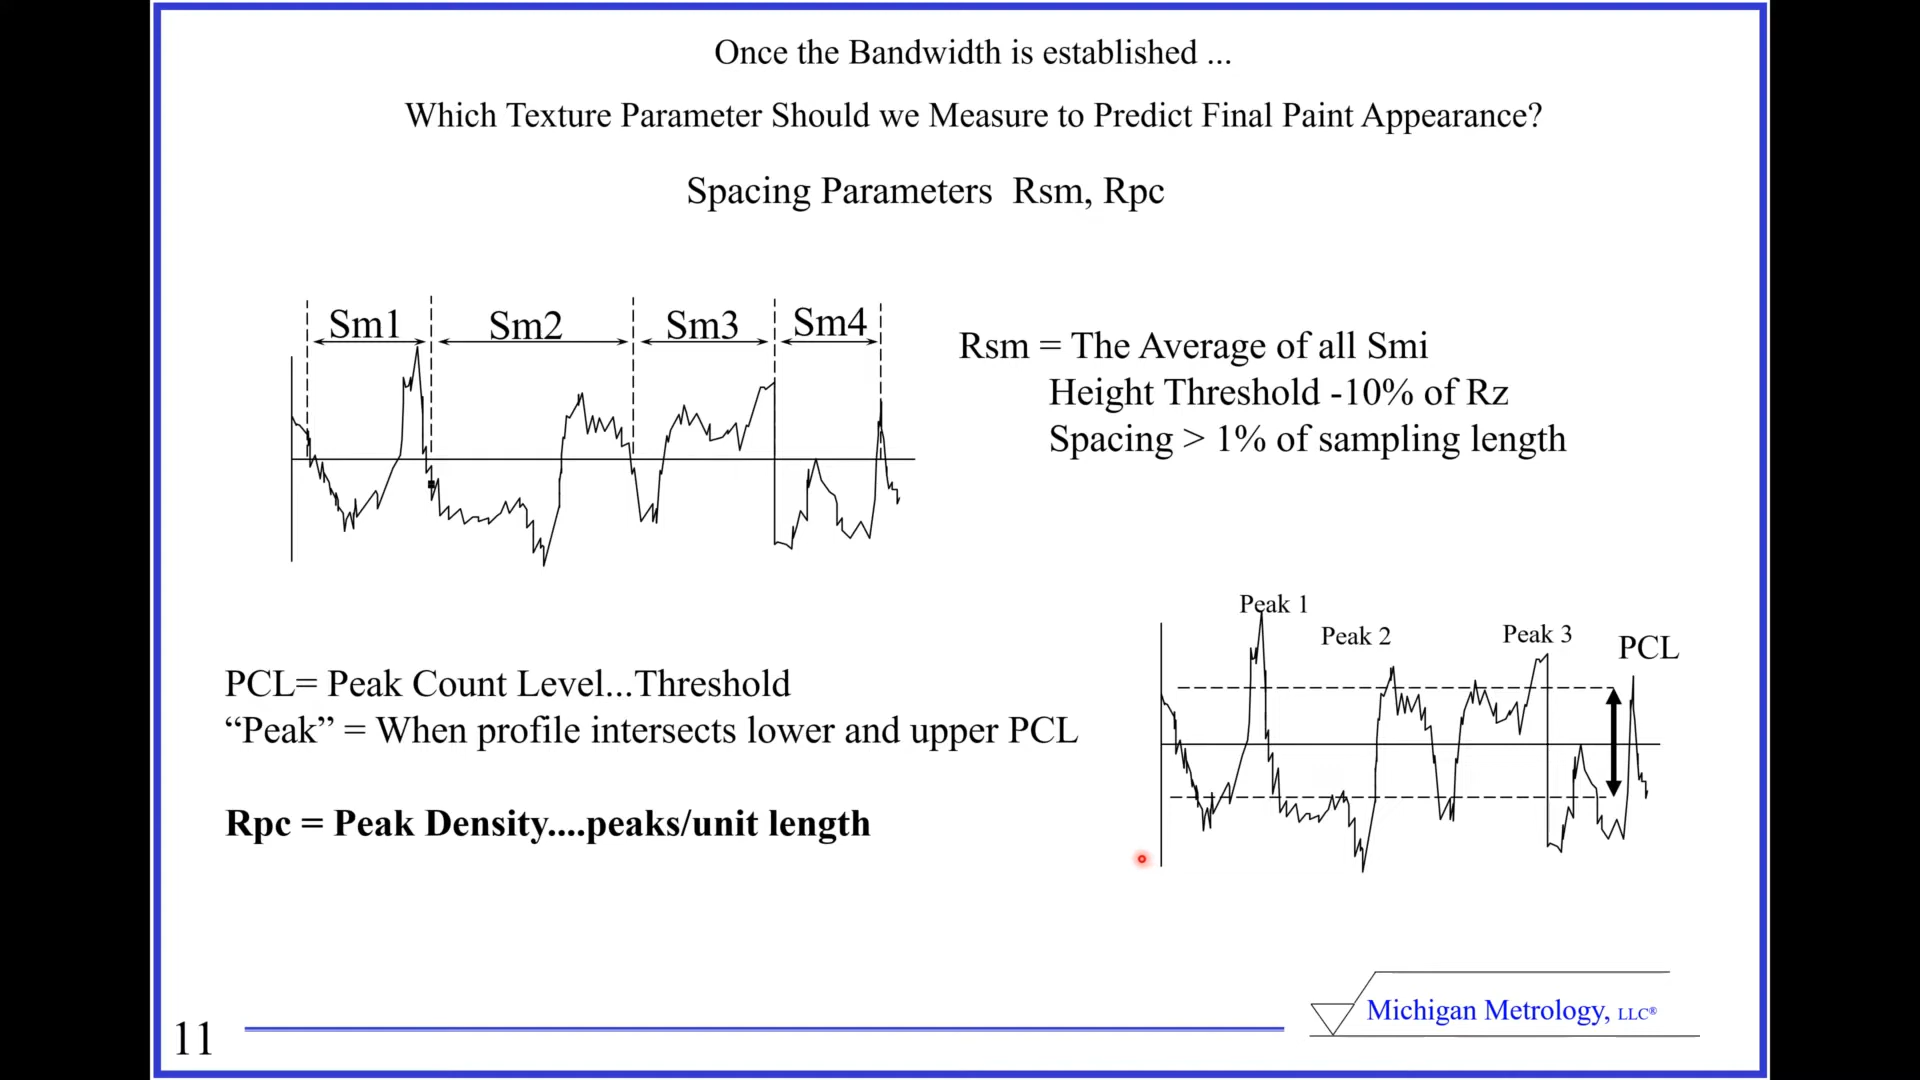 Once the Bandwidth is established ...
Which Texture Parameter Should we Measure to Predict Final Paint Appearance?
Spacing Parameters Rsm, Rpc
Sm1 Sm2 Sm3 Sm4
Rsm = The Average of all Smi
Height Threshold -10% of Rz
Spacing > 1% of sampling length
Peak 1
Peak 2
Peak 3
PCL
PCL= Peak Count Level...Threshold
“Peak” = When profile intersects lower and upper PCL
Rpc = Peak Density....peaks/unit length
Michigan Metrology, LLC®
11